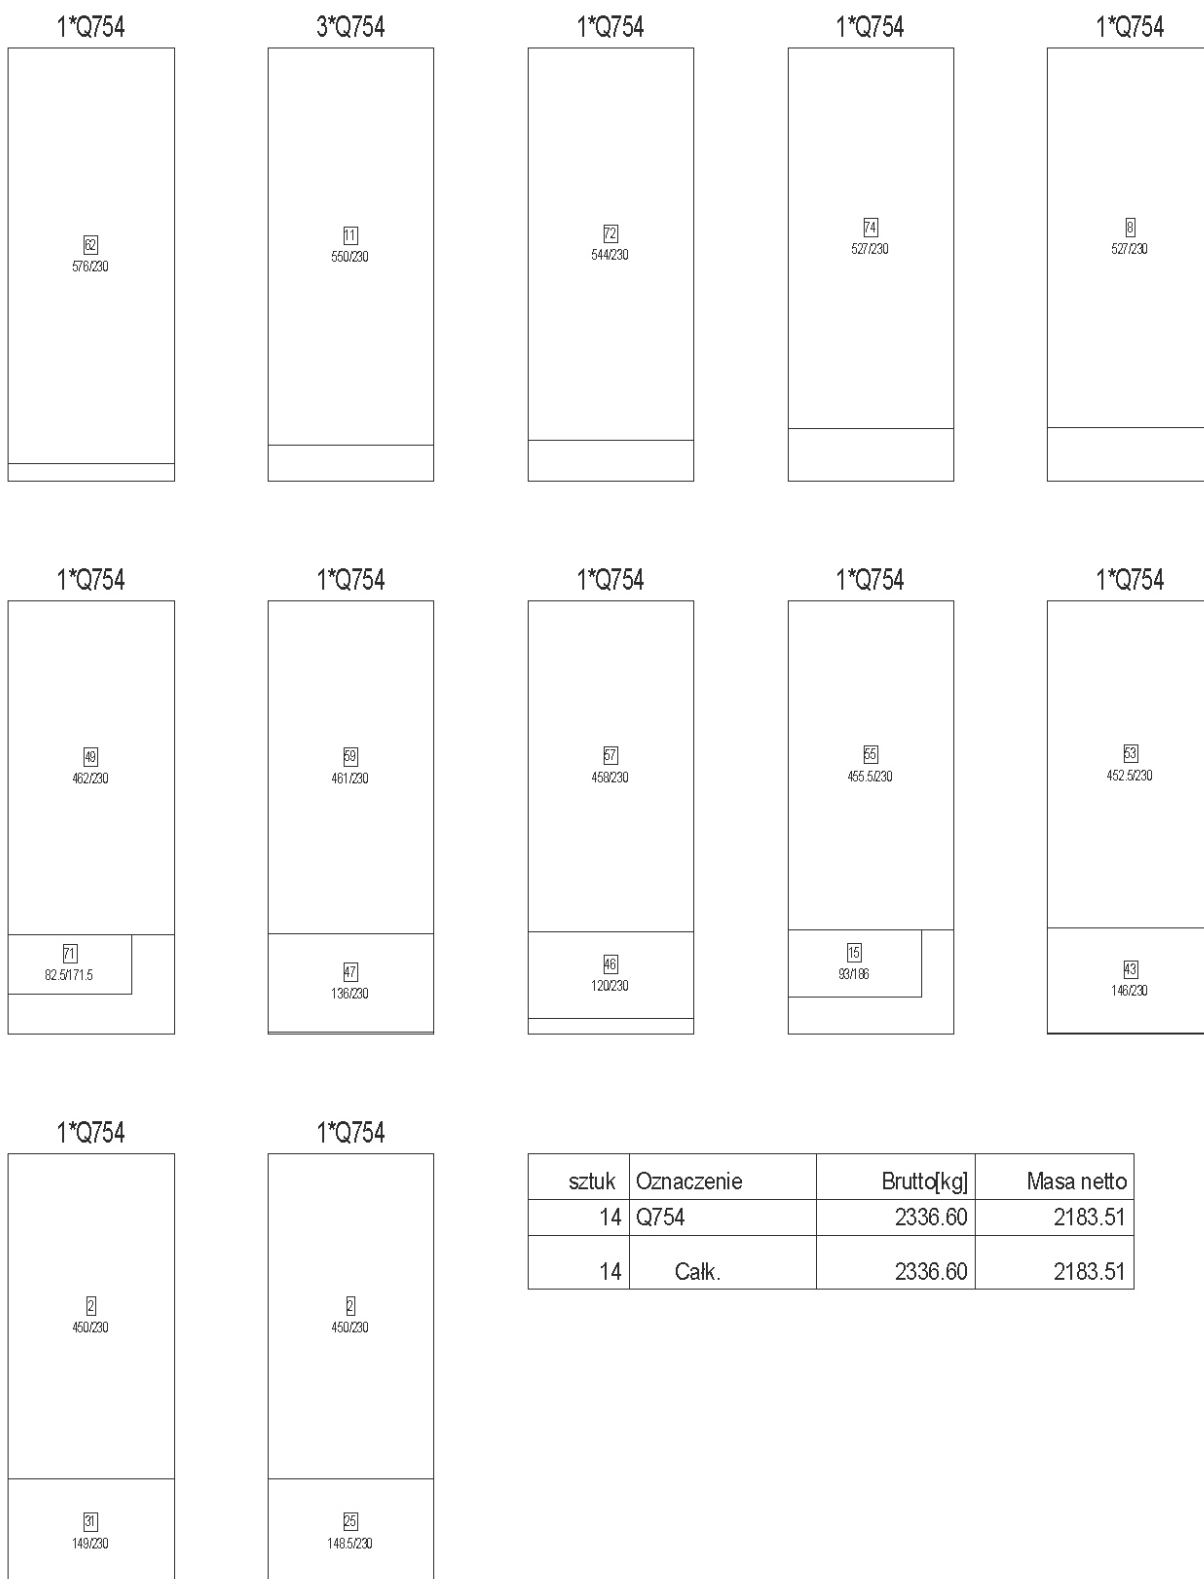 1*Q754
3*Q754
1*Q754
1*Q754
1*Q754
62
576/230
11
550/230
72
544/230
74
527/230
8
527/230
1*Q754
1*Q754
1*Q754
1*Q754
1*Q754
49
462/230
59
461/230
57
458/230
55
455.5/230
53
452.5/230
71
82.5/171.5
47
136/230
46
120/230
15
93/186
43
146/230
1*Q754
1*Q754
2
450/230
2
450/230
31
149/230
25
148.5/230
sztuk Oznaczenie Brutto[kg] Masa netto
14 Q754 2336.60 2183.51
14 Całk. 2336.60 2183.51